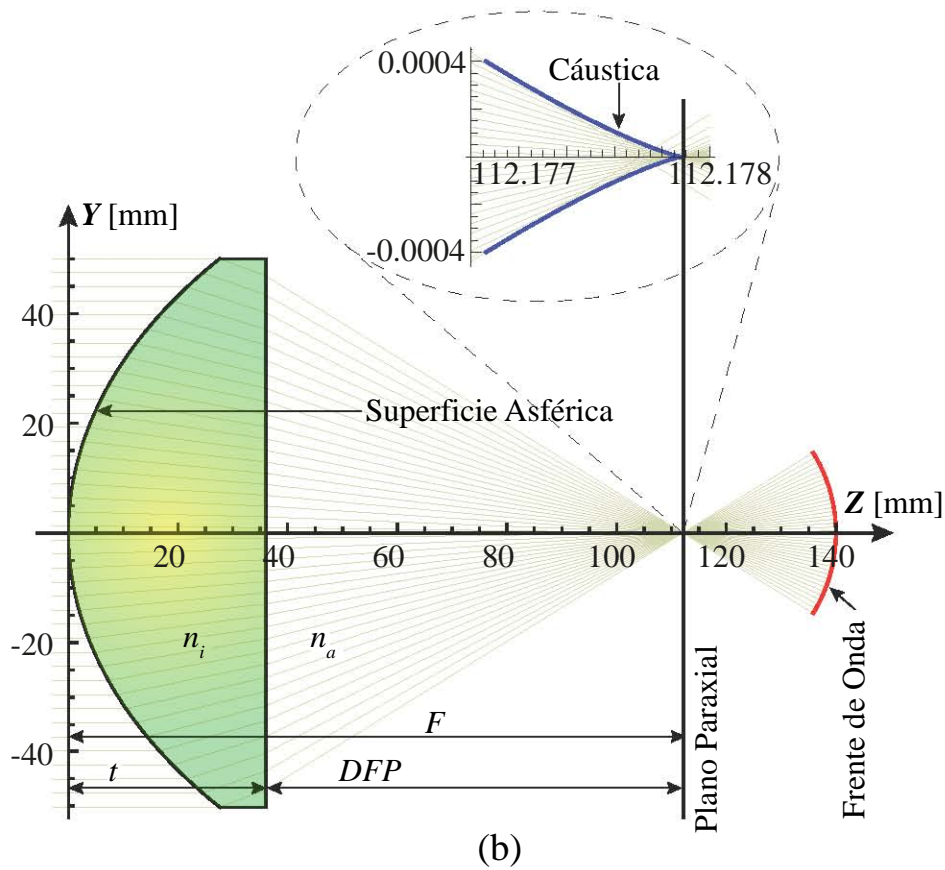 0.0004
Cáustica
112.177
112.178
-0.0004
Y [mm]
40
20
-20
-40
Superficie Asférica
Z [mm]
20
40
60
80
100
120
140
n_i
n_a
F
t
DFP
Plano Paraxial
Frente de Onda
(b)